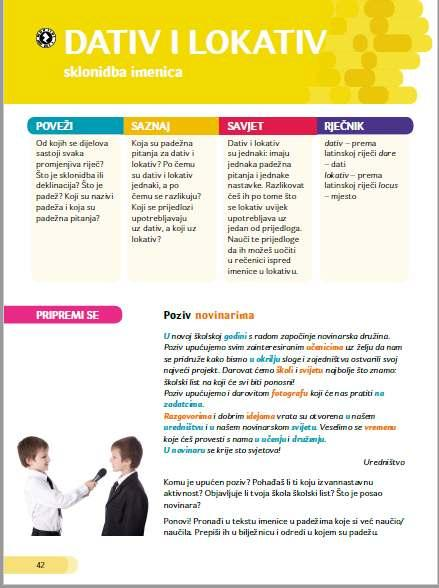 DATIV I LOKATIV
sklonidba imenica
POVEŽI
Od kojih se dijelova
sastoji svaka
promjenjiva riječ?
Što je sklonidba ili
deklinacija? Što je
padež? Koji su nazivi
padeža i koja su
padežna pitanja?
SAZNAJ
Koja su padežna
pitanja za dativ i
lokativ? Po čemu
su dativ i lokativ
jednaki, a po
čemu se razlikuju?
Koji se prijedlozi
upotrebljavaju
uz dativ, a koji uz
lokativ?
SAVJET
Dativ i lokativ
su jednaki: imaju
jednaka padežna
pitanja i jednake
nastavke. Razlikovat
ćeš ih po tome što
se lokativ uvijek
upotrebljava uz
jedan od prijedloga.
Nauči te prijedloge
da ih možeš uočiti
u rečenici ispred
imenice u lokativu.
RJEČNIK
dativ – prema
latinskoj riječi dare
– dati
lokativ – prema
latinskoj riječi locus
– mjesto
PRIPREMI SE
Poziv novinarima
U novoj školskoj godini s radom započinje novinarska družina.
Poziv upućujemo svim zainteresiranim učenicima uz želju da nam
se pridruže kako bismo u okrilju sloge i zajedništva ostvarili svoj
najveći projekt. Darovat ćemo školi i svijetu najbolje što znamo:
školski list na koji će svi biti ponosni!
Poziv upućujemo i darovitom fotografu koji će nas pratiti na
zadatcima.
Razgovorima i dobrim idejama vrata su otvorena u našem
uredništvu i u našem novinarskom svijetu. Veselimo se vremenu
koje ćeš provesti s nama u učenju i druženju.
U novinaru se krije sto svjetova!
Uredništvo
Komu je upućen poziv? Pohađaš li ti koju izvannastavnu
aktivnost? Objavljuje li tvoja škola školski list? Što je posao
novinara?
Ponovi! Pronađi u tekstu imenice u padežima koje si već naučio/
naučila. Prepiši ih u bilježnicu i odredi u kojem su padežu.
42